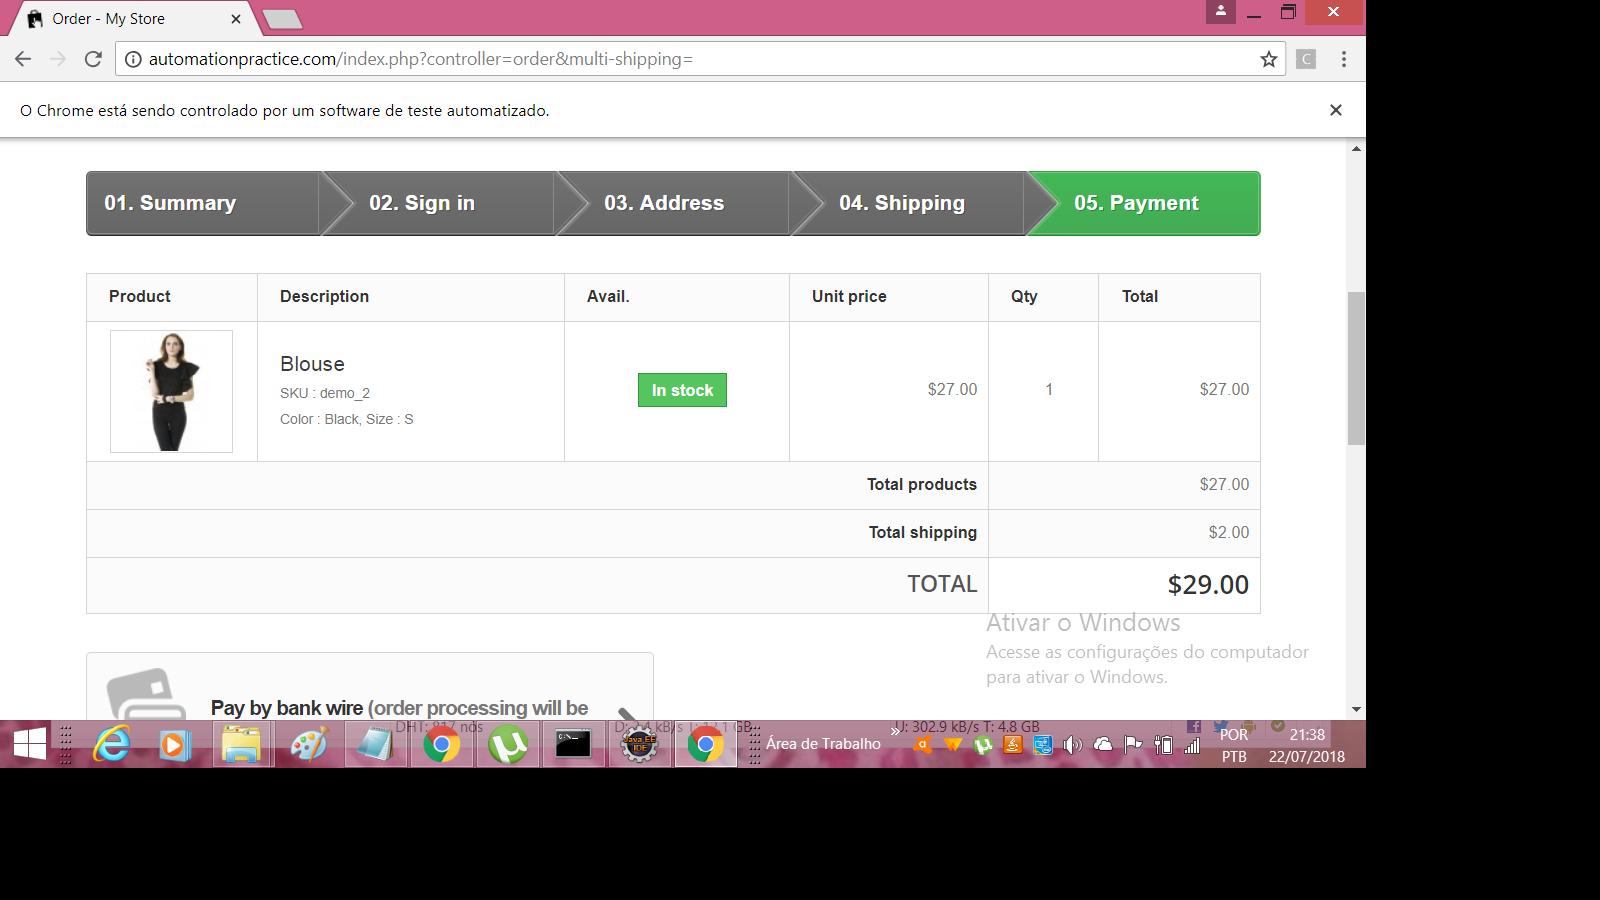 Order - My Store
automationpractice.com/index.php?controller=order&multi-shipping=
C
O Chrome está sendo controlado por um software de teste automatizado.
01. Summary 02. Sign in 03. Address 04. Shipping 05. Payment
Product Description Avail. Unit price Qty Total
Blouse
SKU : demo_2
Color : Black, Size : S
In stock
$27.00 1 $27.00
Total products $27.00
Total shipping $2.00
TOTAL $29.00
Ativar o Windows
Acesse as configurações do computador
para ativar o Windows.
Pay by bank wire (order processing will be
DHT: 817 nós
U: 302.9 kB/s T: 4.8 GB
Java EE
IDE
Área de Trabalho
POR
PTB
21:38
22/07/2018